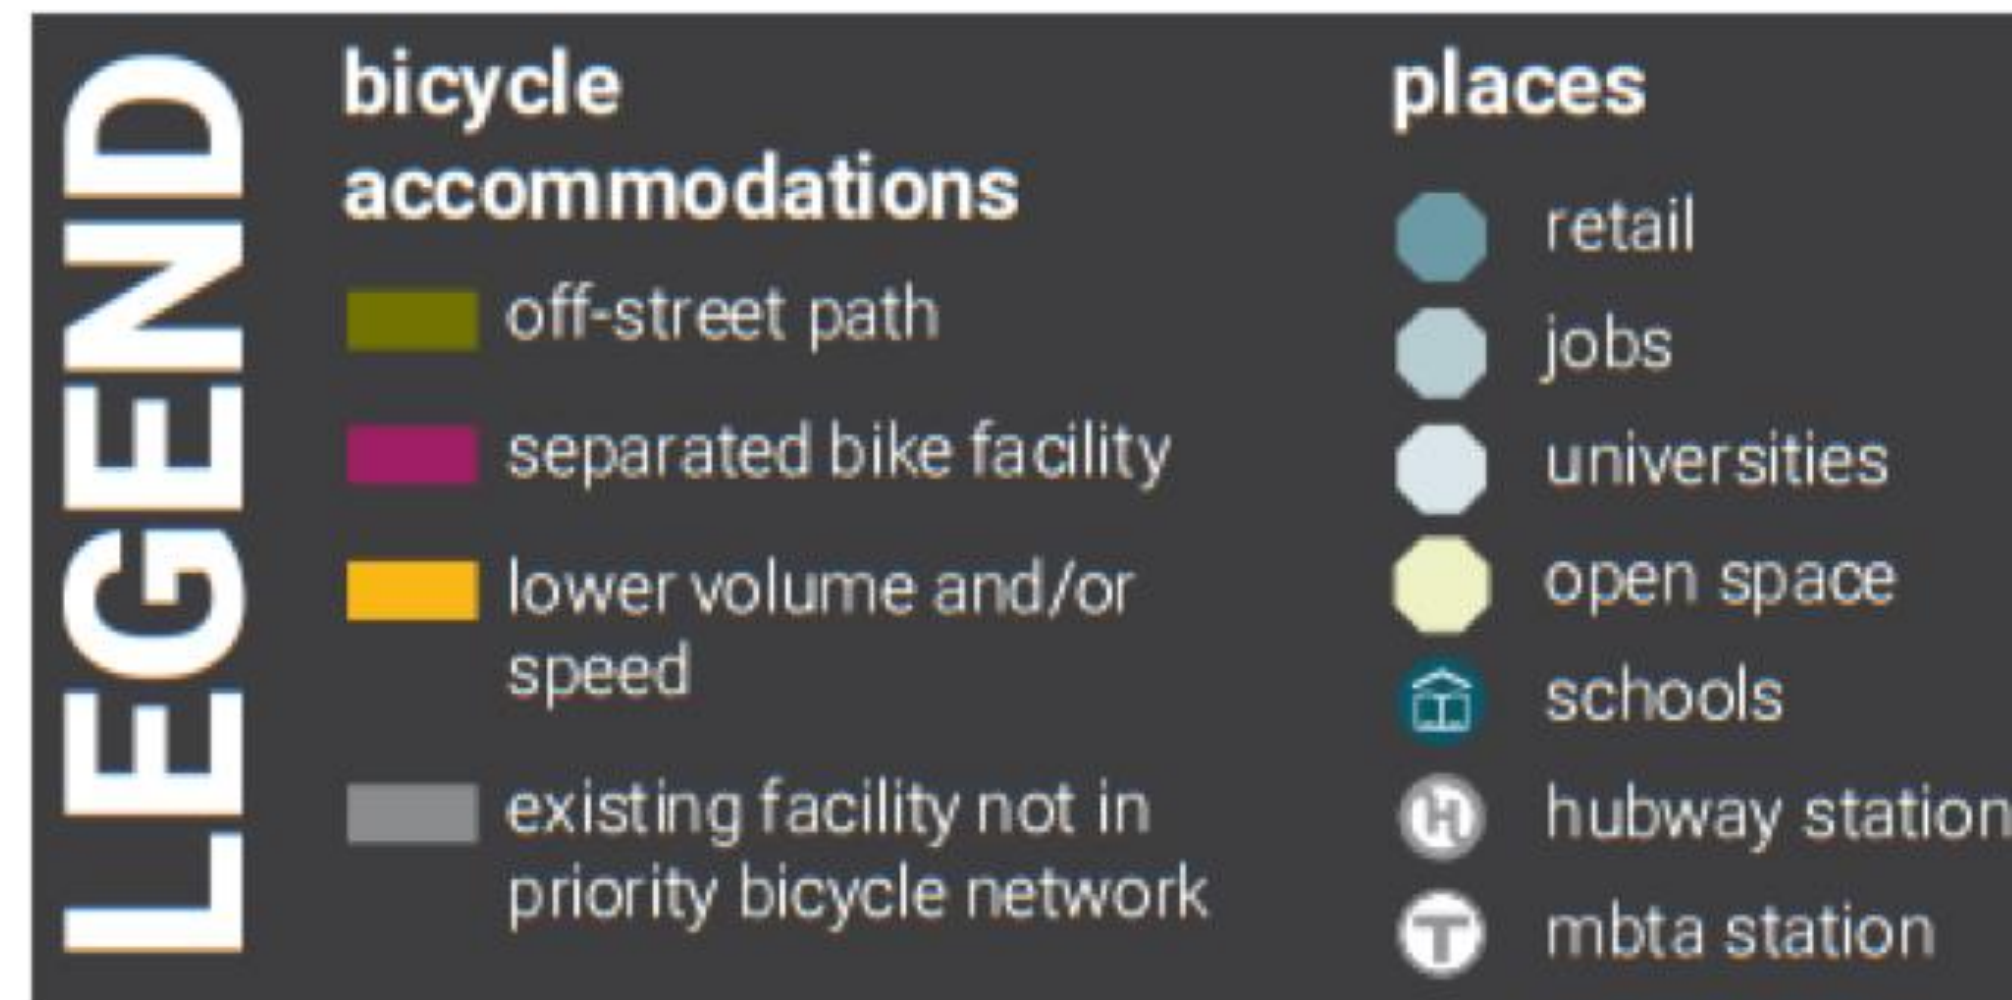 LEGEND
bicycle
accommodations
off-street path
separated bike facility
lower volume and/or
speed
existing facility not in
priority bicycle network
places
retail
jobs
universities
open space
schools
H
hubway station
T
mbta station